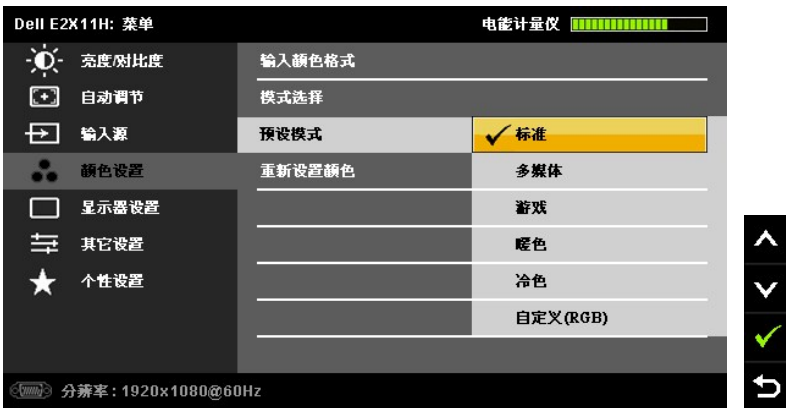 Dell E2X11H: 菜单 电能计量仪
亮度/对比度 输入颜色格式
自动调节 模式选择
输入源 预设模式 标准
颜色设置 重新设置颜色 多媒体
显示器设置 游戏
其它设置 暖色
个性设置 冷色
自定义(RGB)
分辨率: 1920x1080@60Hz